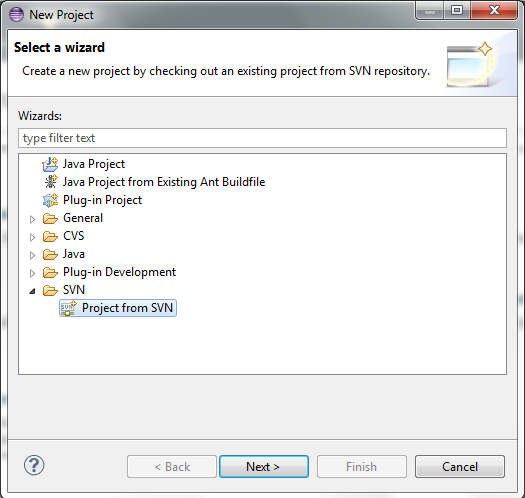 New Project
Select a wizard
Create a new project by checking out an existing project from SVN repository.
Wizards:
type filter text
Java Project
Java Project from Existing Ant Buildfile
Plug-in Project
General
CVS
Java
Plug-in Development
SVN
SVN Project from SVN
? < Back Next > Finish Cancel